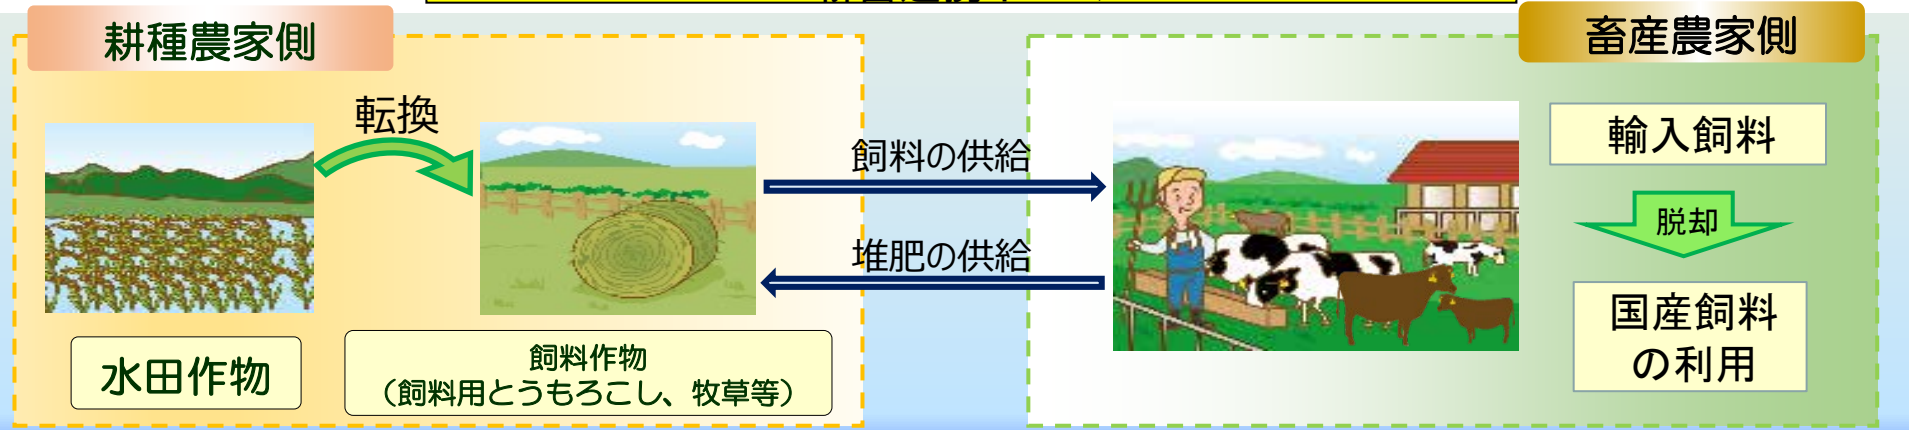 耕種農家側
畜産農家側
転換
水田作物
飼料作物
（飼料用とうもろこし、牧草等）
飼料の供給
堆肥の供給
輸入飼料
脱却
国産飼料
の利用